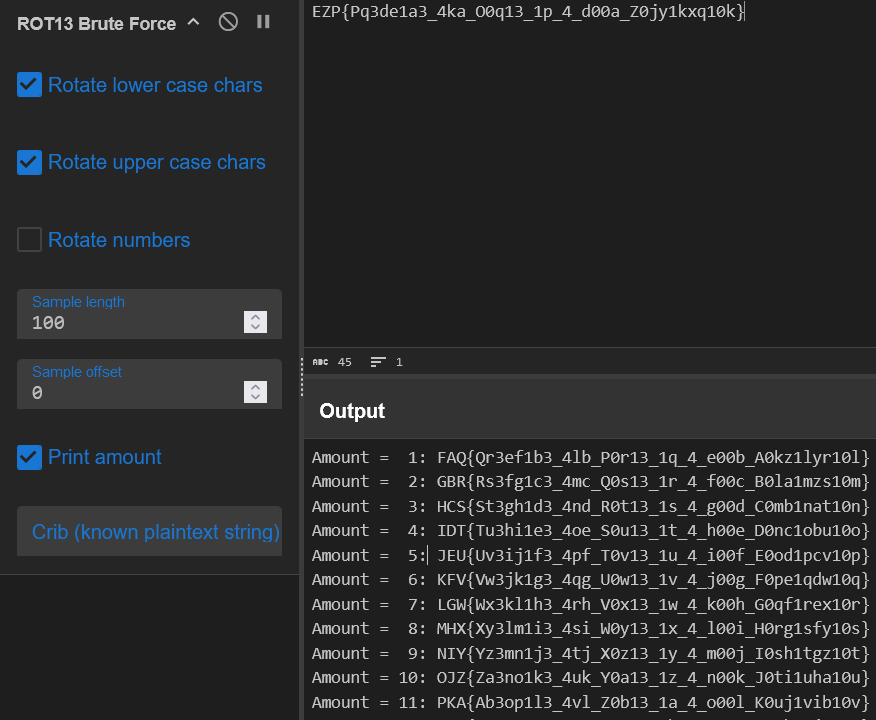 ROT13 Brute Force
Rotate lower case chars
Rotate upper case chars
Rotate numbers
Sample length
100
Sample offset
0
Print amount
Crib (known plaintext string)
EZP{Pq3de1a3_4ka_O0q13_1p_4_d00a_Z0jy1kxq10k}
ABC 45 1
Output
Amount =  1: FAQ{Qr3ef1b3_4lb_P0r13_1q_4_e00b_A0kz1lyr10l}
Amount =  2: GBR{Rs3fg1c3_4mc_Q0s13_1r_4_f00c_B0la1mzs10m}
Amount =  3: HCS{St3gh1d3_4nd_R0t13_1s_4_g00d_C0mb1nat10n}
Amount =  4: IDT{Tu3hi1e3_4oe_S0u13_1t_4_h00e_D0nc1obu10o}
Amount =  5: JEU{Uv3ij1f3_4pf_T0v13_1u_4_i00f_E0od1pcv10p}
Amount =  6: KFV{Vw3jk1g3_4qg_U0w13_1v_4_j00g_F0pe1qdw10q}
Amount =  7: LGW{Wx3kl1h3_4rh_V0x13_1w_4_k00h_G0qf1rex10r}
Amount =  8: MHX{Xy3lm1i3_4si_W0y13_1x_4_l00i_H0rg1sfy10s}
Amount =  9: NIY{Yz3mn1j3_4tj_X0z13_1y_4_m00j_I0sh1tgz10t}
Amount = 10: OJZ{Za3no1k3_4uk_Y0a13_1z_4_n00k_J0ti1uha10u}
Amount = 11: PKA{Ab3op1l3_4vl_Z0b13_1a_4_o00l_K0uj1vib10v}